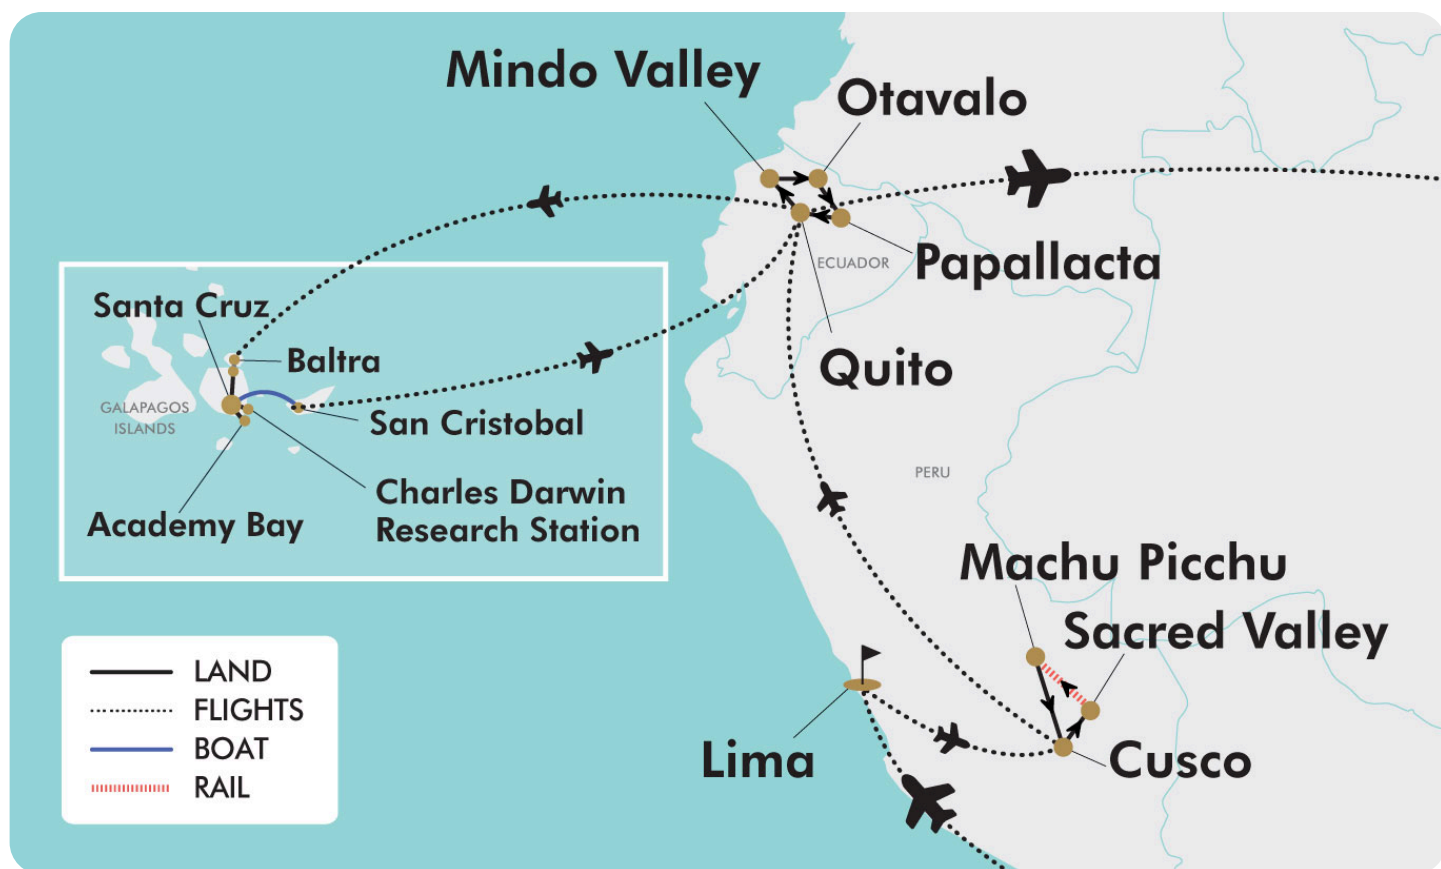 Mindo Valley
Otavalo
ECUADOR
Papallacta
Quito
Santa Cruz
Baltra
GALAPAGOS
ISLANDS
San Cristobal
Charles Darwin
Research Station
Academy Bay
PERU
Machu Picchu
Sacred Valley
Lima
Cusco
LAND
FLIGHTS
BOAT
RAIL